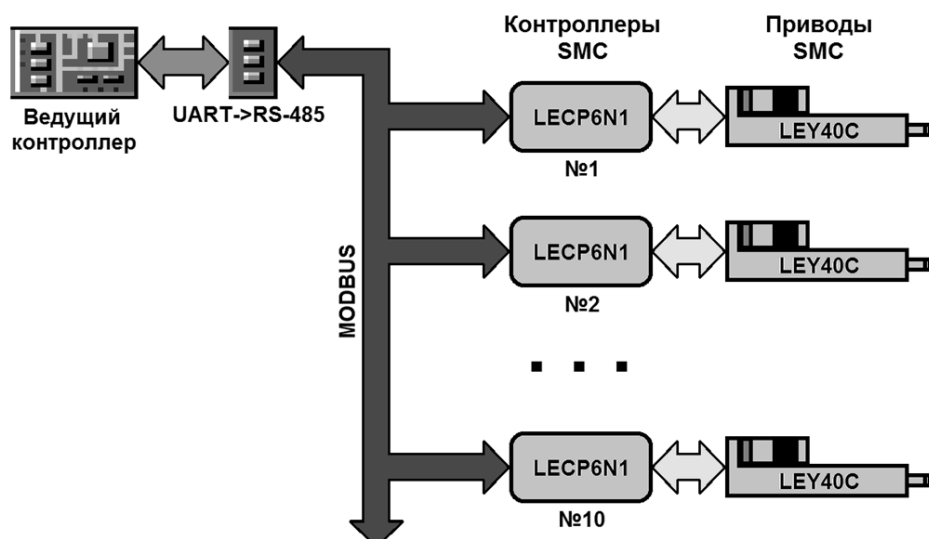 Контроллеры
SMC
Приводы
SMC
Ведущий
контроллер
UART->RS-485
MODBUS
LECP6N1
№1
LEY40C
LECP6N1
№2
LEY40C
. . .
LECP6N1
№10
LEY40C